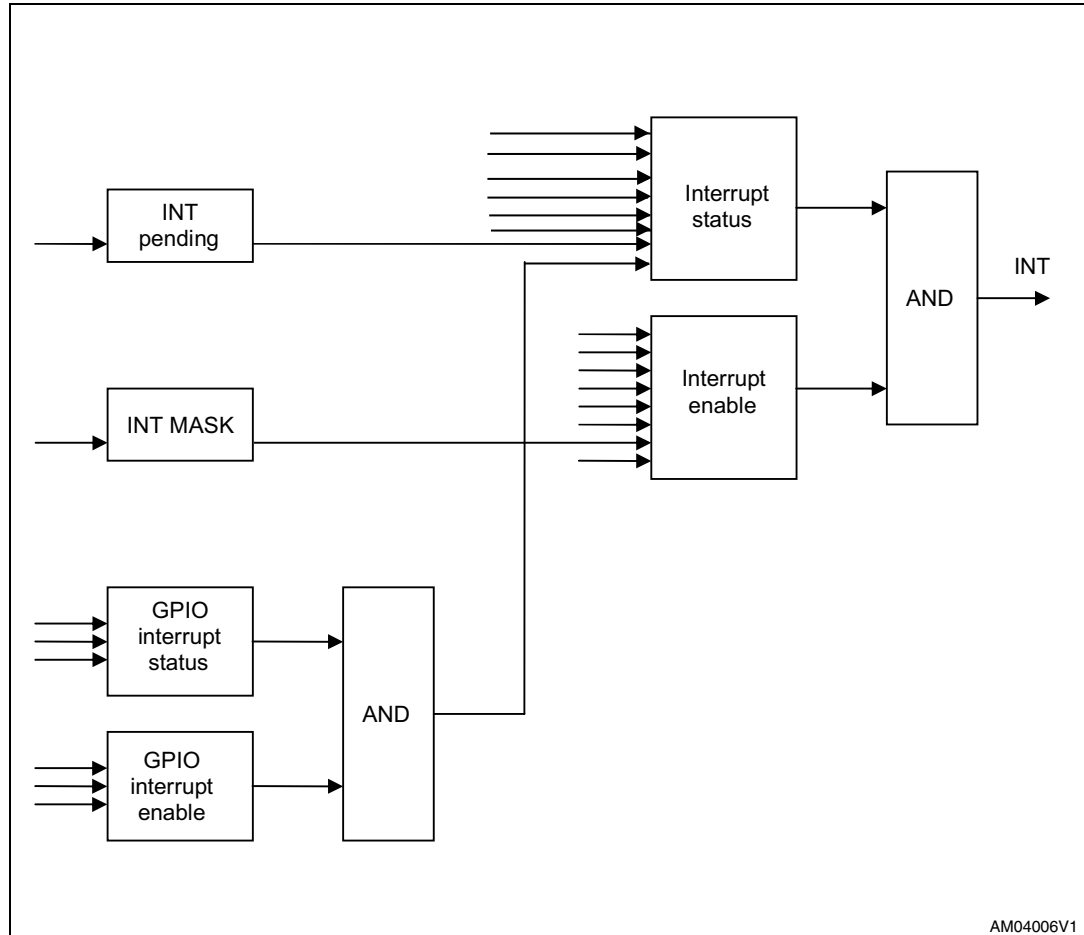 INT
pending
Interrupt
status
INT
AND
Interrupt
enable
INT MASK
GPIO
interrupt
status
AND
GPIO
interrupt
enable
AM04006V1